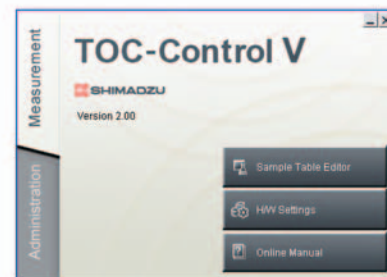 Measurement
TOC-Control V
SHIMADZU
Version 2.00
Administration
Sample Table Editor
H/W Settings
Online Manual